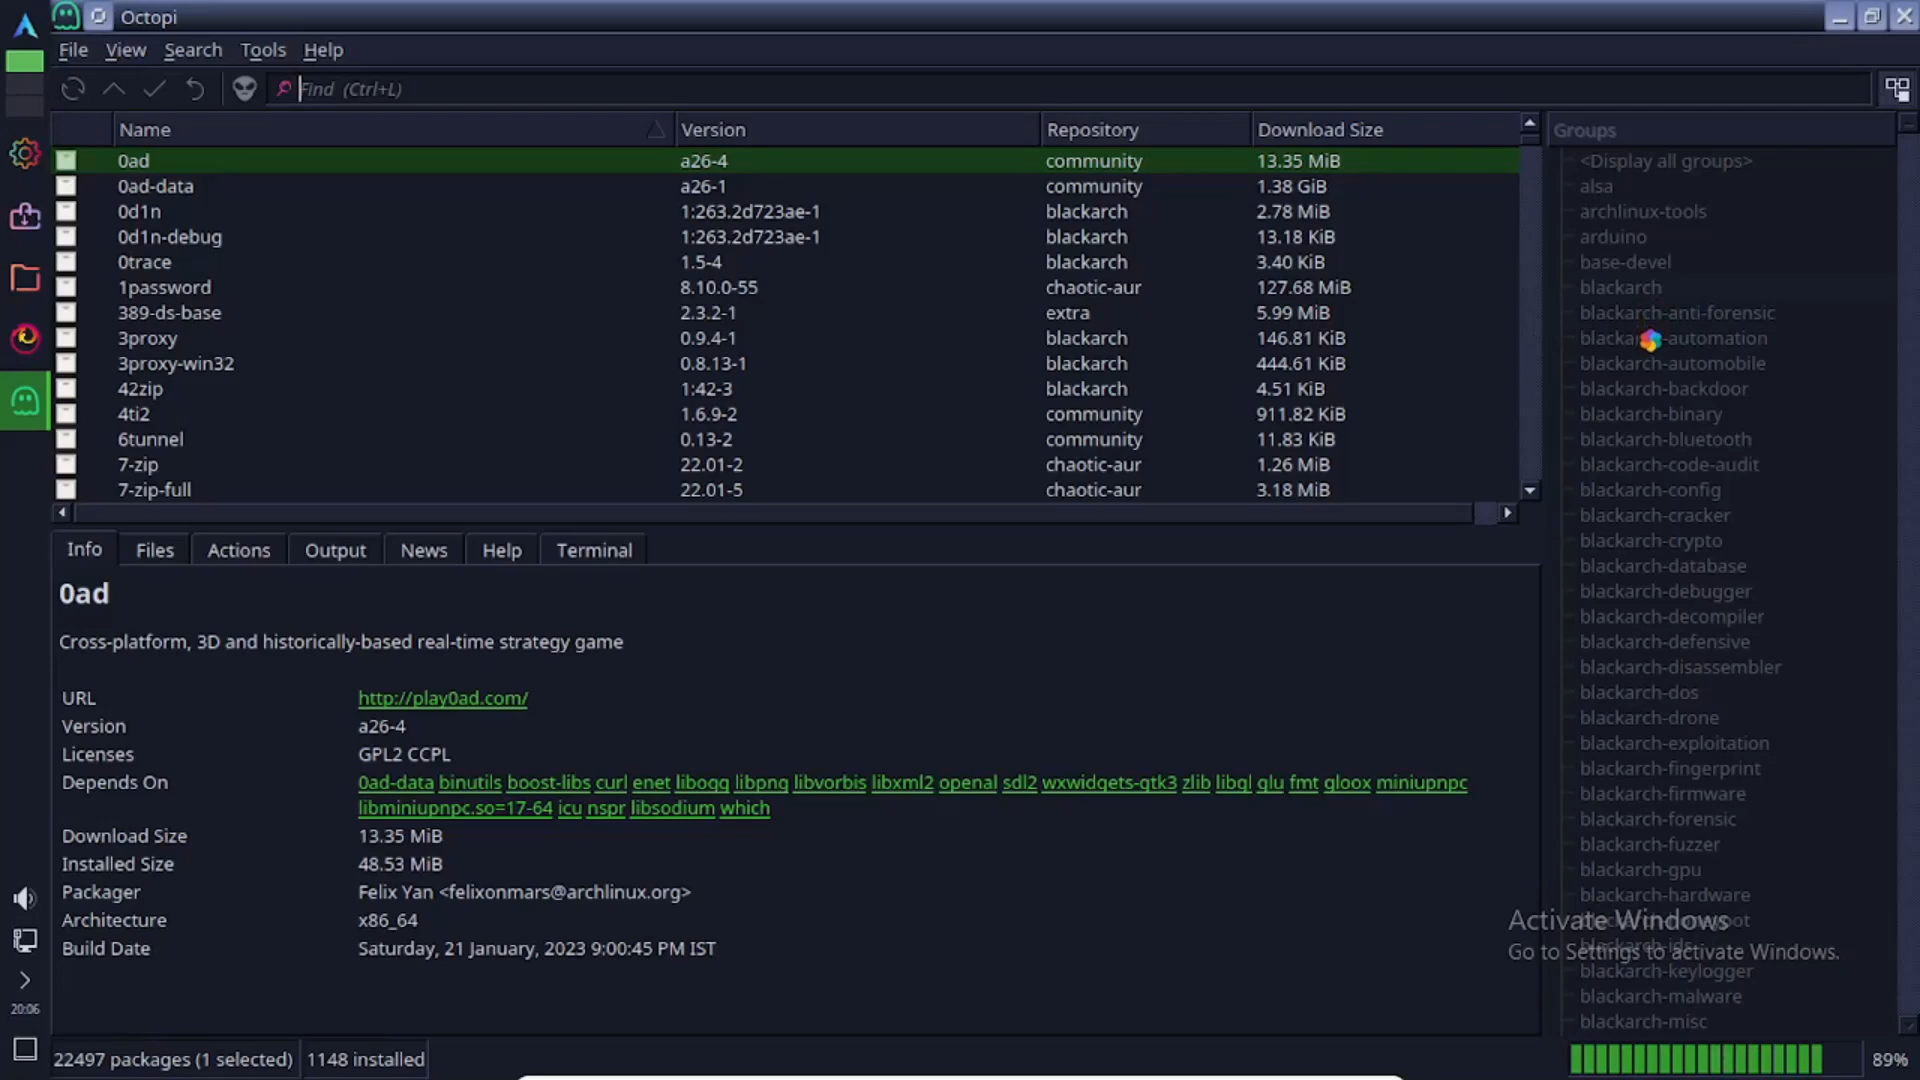 Octopi
File View Search Tools Help
Find (Ctrl+L)
Name Version Repository Download Size
0ad a26-4 community 13.35 MiB
0ad-data a26-1 community 1.38 GiB
0d1n 1:263.2d723ae-1 blackarch 2.78 MiB
0d1n-debug 1:263.2d723ae-1 blackarch 13.18 KiB
0trace 1.5-4 blackarch 3.40 KiB
1password 8.10.0-55 chaotic-aur 127.68 MiB
389-ds-base 2.3.2-1 extra 5.99 MiB
3proxy 0.9.4-1 blackarch 146.81 KiB
3proxy-win32 0.8.13-1 blackarch 444.61 KiB
42zip 1:42-3 blackarch 4.51 KiB
4ti2 1.6.9-2 community 911.82 KiB
6tunnel 0.13-2 community 11.83 KiB
7-zip 22.01-2 chaotic-aur 1.26 MiB
7-zip-full 22.01-5 chaotic-aur 3.18 MiB
Info Files Actions Output News Help Terminal
0ad
Cross-platform, 3D and historically-based real-time strategy game
URL http://play0ad.com/
Version a26-4
Licenses GPL2 CCPL
Depends On 0ad-data binutils boost-libs curl enet libogg libpng libvorbis libxml2 openal sdl2 wxwidgets-gtk3 zlib libgl glu fmt gloox miniupnpc
libminiupnpc.so=17-64 icu nspr libsodium which
Download Size 13.35 MiB
Installed Size 48.53 MiB
Packager Felix Yan <felixonmars@archlinux.org>
Architecture x86_64
Build Date Saturday, 21 January, 2023 9:00:45 PM IST
Groups
<Display all groups>
alsa
archlinux-tools
arduino
base-devel
blackarch
blackarch-anti-forensic
blackarch-automation
blackarch-automobile
blackarch-backdoor
blackarch-binary
blackarch-bluetooth
blackarch-code-audit
blackarch-config
blackarch-cracker
blackarch-crypto
blackarch-database
blackarch-debugger
blackarch-decompiler
blackarch-defensive
blackarch-disassembler
blackarch-dos
blackarch-drone
blackarch-exploitation
blackarch-fingerprint
blackarch-firmware
blackarch-forensic
blackarch-fuzzer
blackarch-gpu
blackarch-hardware
Activate Windows
blackarch-ids
Go to Settings to activate Windows.
blackarch-keylogger
blackarch-malware
blackarch-misc
20:06
22497 packages (1 selected) 1148 installed
89%